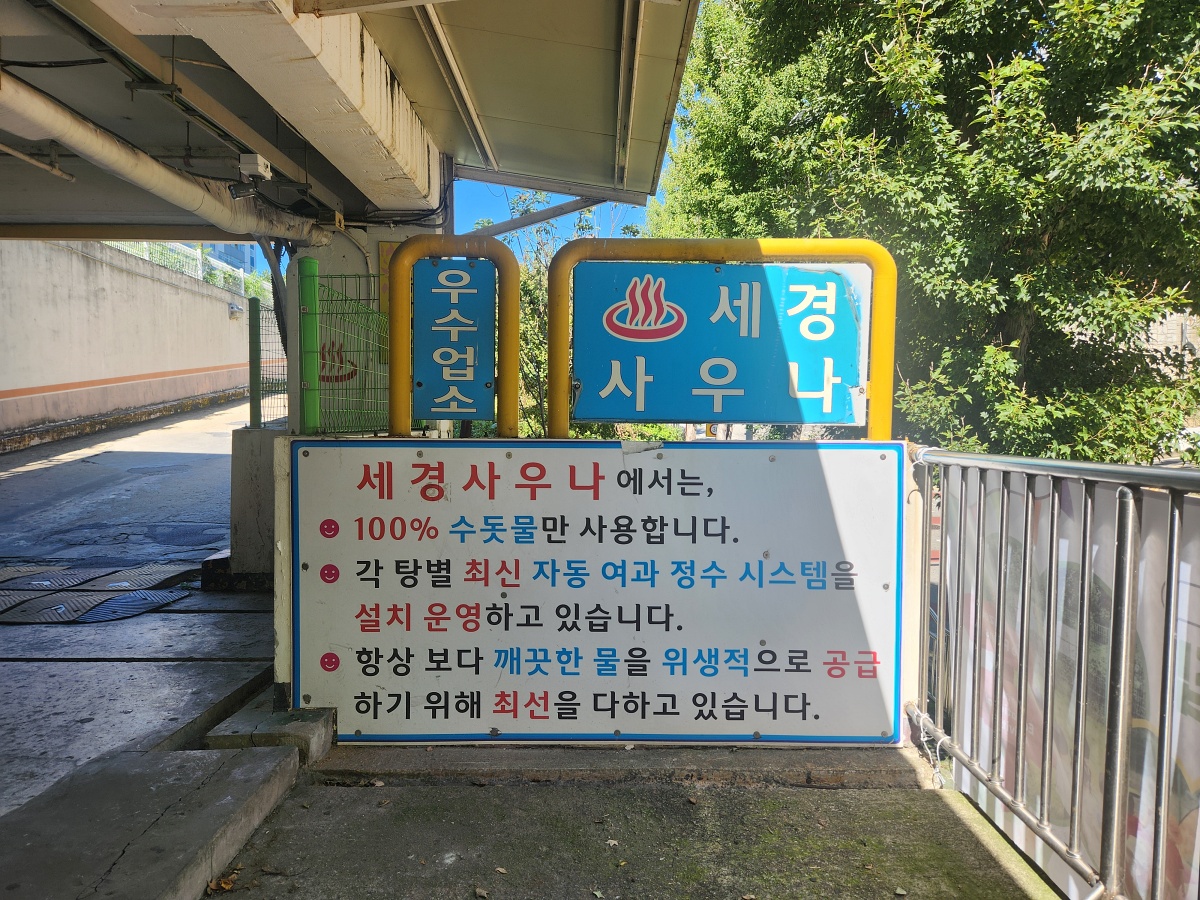 우수업소
세경
사우나
세경사우나에서는,
100% 수돗물만 사용합니다.
각 탕별 최신 자동 여과 정수 시스템을
설치 운영하고 있습니다.
항상 보다 깨끗한 물을 위생적으로 공급
하기 위해 최선을 다하고 있습니다.